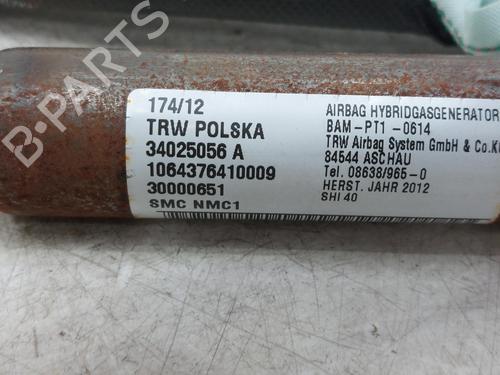 B-PARTS
174/12
TRW POLSKA
34025056 A
1064376410009
30000651
SMC NMC1
AIRBAG HYBRIDGASGENERATOR
BAM-PT1 -0614
TRW Airbag System GmbH & Co.K
84544 ASCHAU
Tel. 08638/965-0
HERST. JAHR 2012
SHI 40